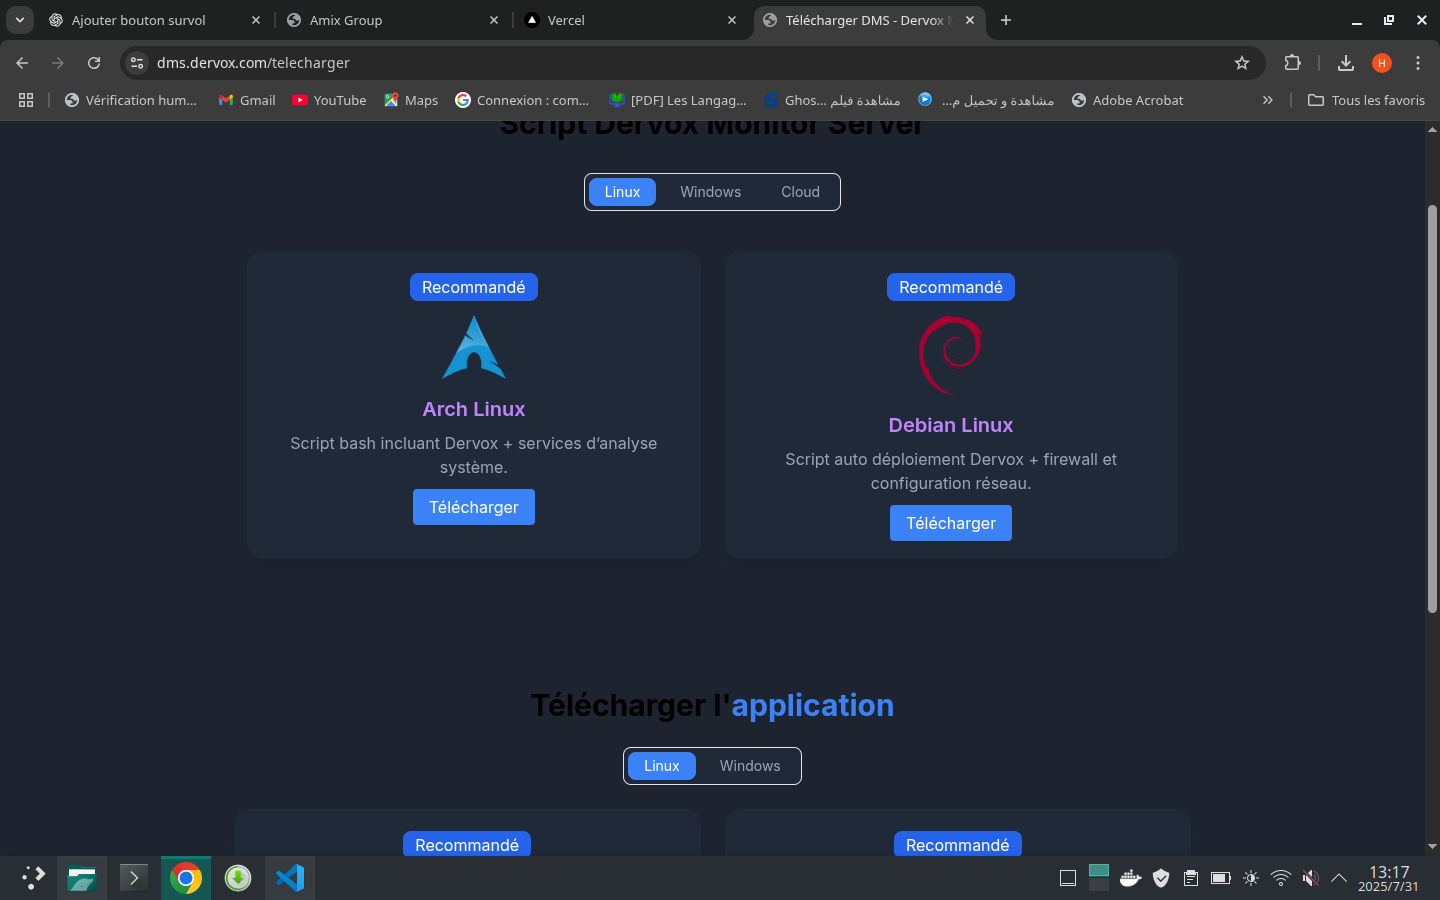 Ajouter bouton survol
Amix Group
Vercel
Télécharger DMS - Dervox M
dms.dervox.com/telecharger
H
Vérification hum...
Gmail
YouTube
Maps
Connexion : com...
[PDF] Les Langag...
Ghos... مشاهدة فيلم
مشاهدة و تحميل م...
Adobe Acrobat
Tous les favoris
Script Dervox Monitor Server
Linux
Windows
Cloud
Recommandé
Arch Linux
Script bash incluant Dervox + services d’analyse
système.
Télécharger
Recommandé
Debian Linux
Script auto déploiement Dervox + firewall et
configuration réseau.
Télécharger
Télécharger l'application
Linux
Windows
Recommandé
Recommandé
13:17
2025/7/31